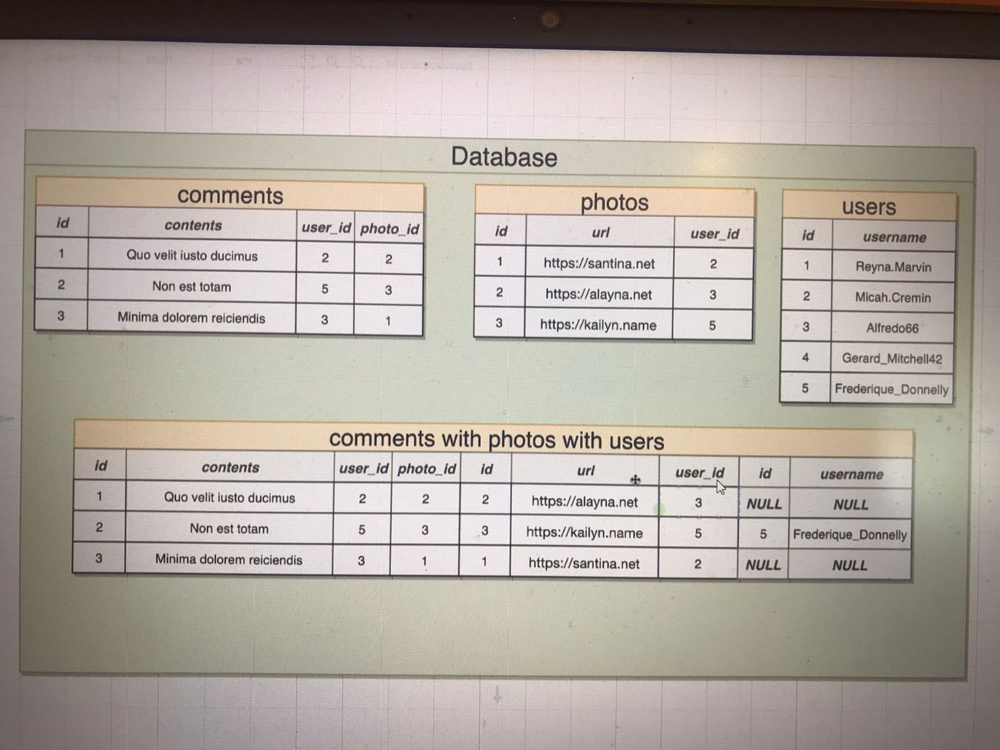 Database
comments
id contents user_id photo_id
1 Quo velit iusto ducimus 2 2
2 Non est totam 5 3
3 Minima dolorem reiciendis 3 1
photos
id url user_id
1 https://santina.net 2
2 https://alayna.net 3
3 https://kailyn.name 5
users
id username
1 Reyna.Marvin
2 Micah.Cremin
3 Alfredo66
4 Gerard_Mitchell42
5 Frederique_Donnelly
comments with photos with users
id contents user_id photo_id id url user_id id username
1 Quo velit iusto ducimus 2 2 2 https://alayna.net 3 NULL NULL
2 Non est totam 5 3 3 https://kailyn.name 5 5 Frederique_Donnelly
3 Minima dolorem reiciendis 3 1 1 https://santina.net 2 NULL NULL